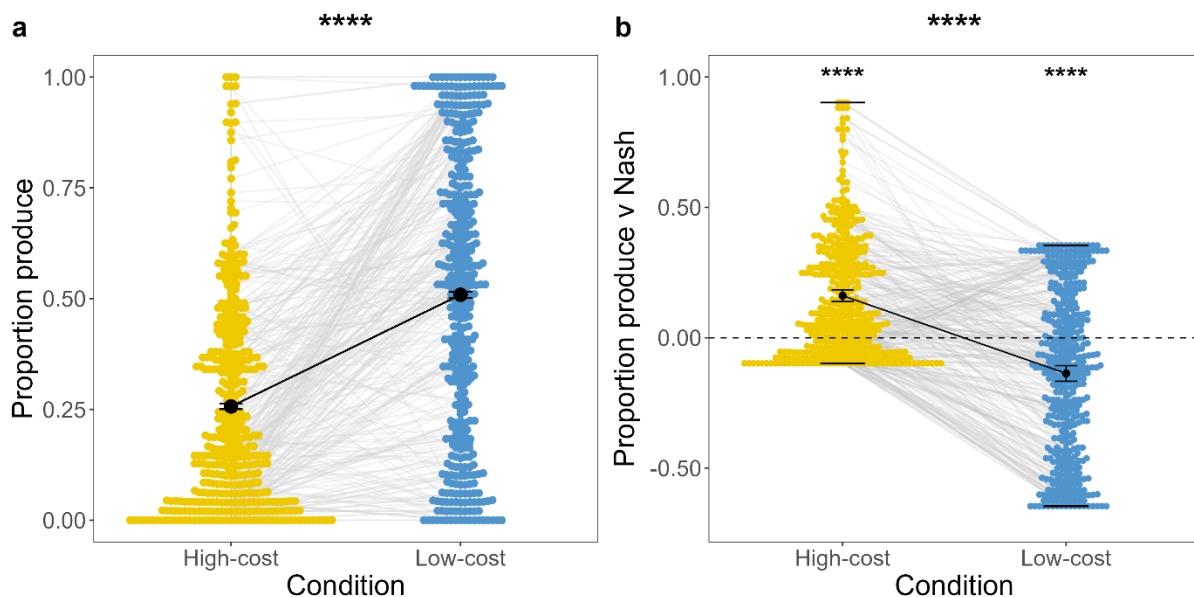 a
****
Proportion produce
1.00
0.75
0.50
0.25
0.00
High-cost Low-cost
Condition
b
****
Proportion produce v Nash
**** ****
1.00
0.50
0.00
-0.50
High-cost Low-cost
Condition